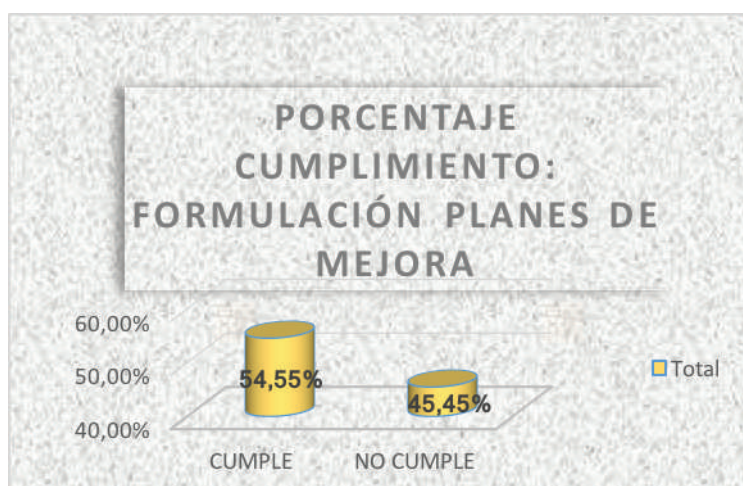 PORCENTAJE
CUMPLIMIENTO:
FORMULACIÓN PLANES DE
MEJORA
60,00%
50,00%
40,00%
54,55%
45,45%
CUMPLE
NO CUMPLE
Total